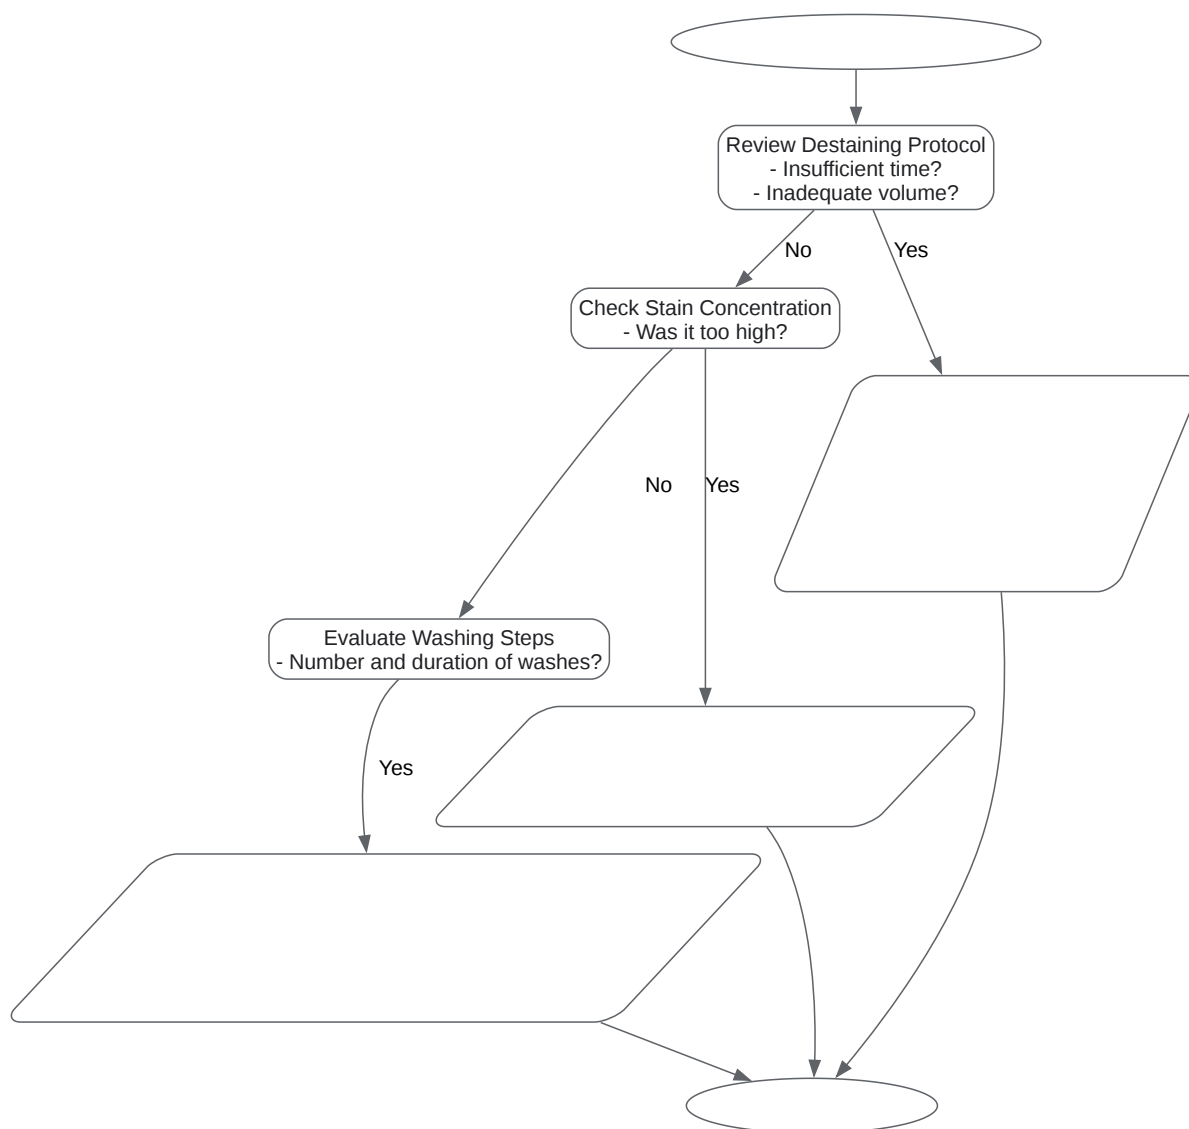 Review Destaining Protocol
- Insufficient time?
- Inadequate volume?
No
Yes
Check Stain Concentration
- Was it too high?
No
Yes
Evaluate Washing Steps
- Number and duration of washes?
Yes